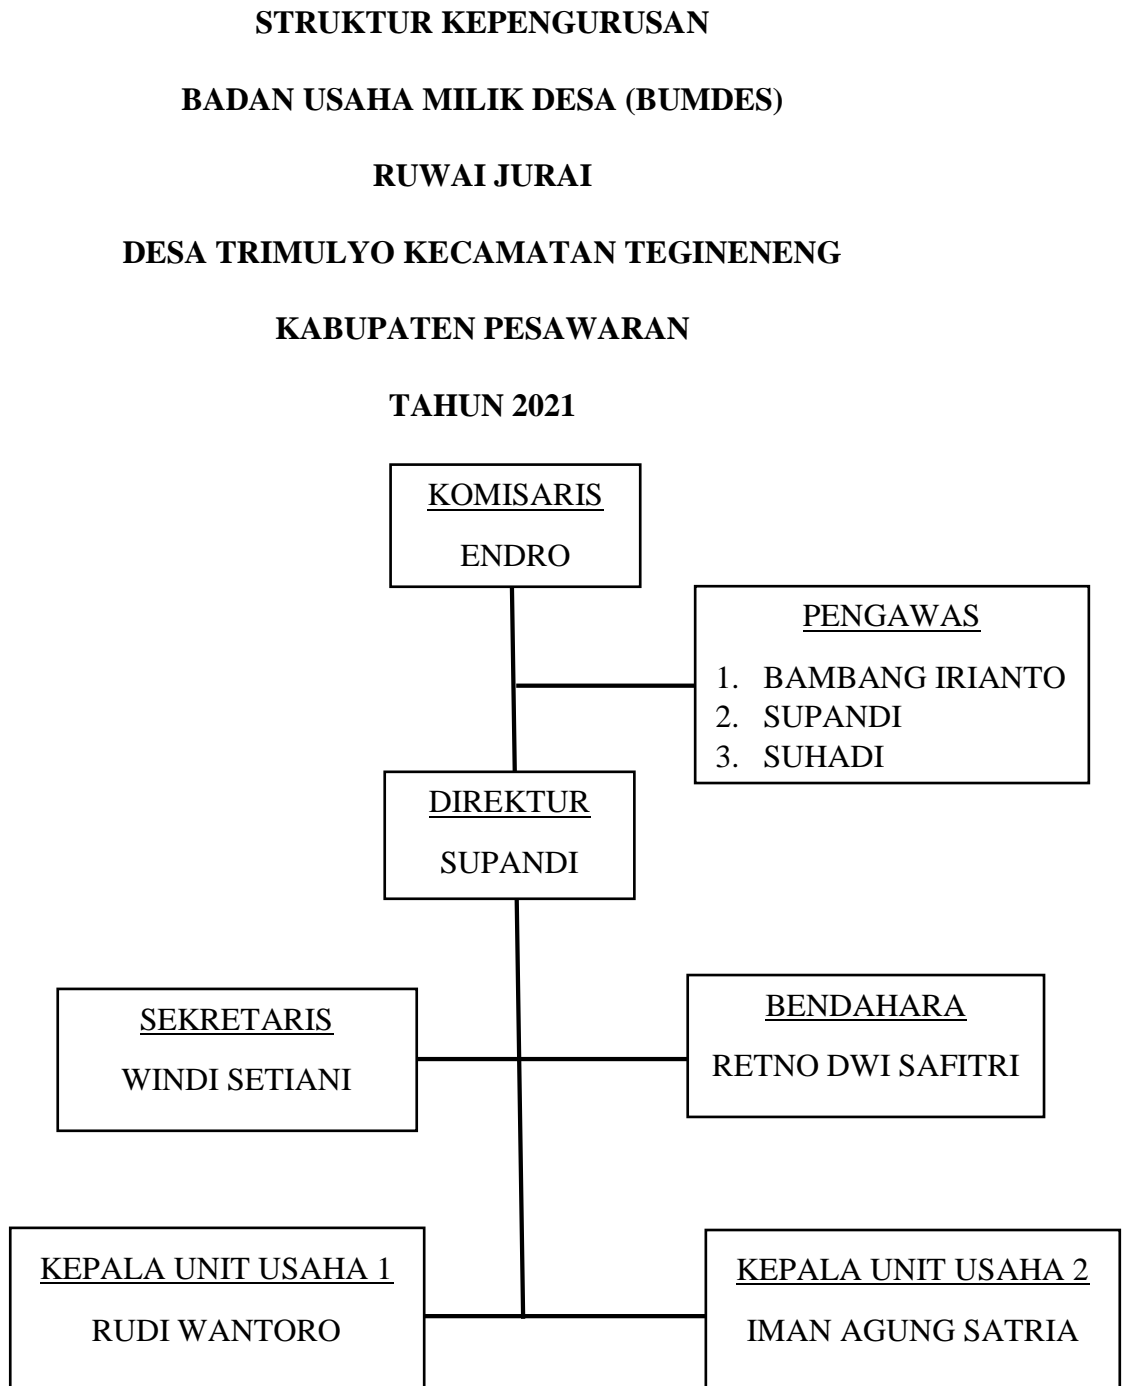 STRUKTUR KEPENGURUSAN
BADAN USAHA MILIK DESA (BUMDES)
RUWAI JURAI
DESA TRIMULYO KECAMATAN TEGINENENG
KABUPATEN PESAWARAN
TAHUN 2021
KOMISARIS
ENDRO
PENGAWAS
1. BAMBANG IRIANTO
2. SUPANDI
3. SUHADI
DIREKTUR
SUPANDI
SEKRETARIS
WINDI SETIANI
BENDAHARA
RETNO DWI SAFITRI
KEPALA UNIT USAHA 1
RUDI WANTORO
KEPALA UNIT USAHA 2
IMAN AGUNG SATRIA